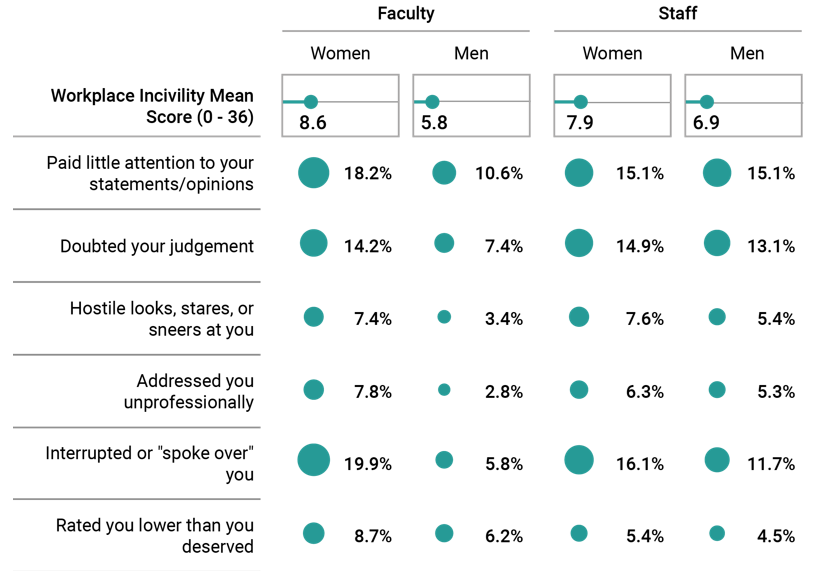 Faculty Staff
Women Men Women Men
Workplace Incivility Mean
Score (0 - 36)
8.6 5.8 7.9 6.9
Paid little attention to your
statements/opinions
18.2% 10.6% 15.1% 15.1%
Doubted your judgement 14.2% 7.4% 14.9% 13.1%
Hostile looks, stares, or
sneers at you
7.4% 3.4% 7.6% 5.4%
Addressed you
unprofessionally
7.8% 2.8% 6.3% 5.3%
Interrupted or "spoke over"
you
19.9% 5.8% 16.1% 11.7%
Rated you lower than you
deserved
8.7% 6.2% 5.4% 4.5%